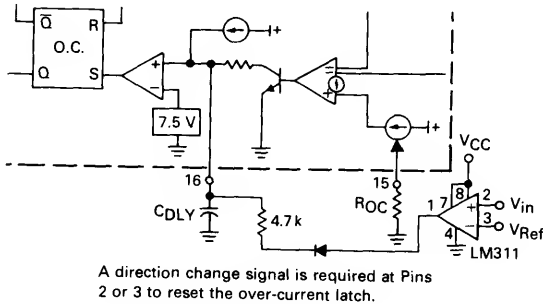 Q̅ R
O.C.
Q S
+
−
7.5 V
+
=
+
+
16
15
CDLY
4.7 k
ROC
VCC
1 7 8
+ 2 Vin
− 3 VRef
4
LM311
A direction change signal is required at Pins
2 or 3 to reset the over-current latch.